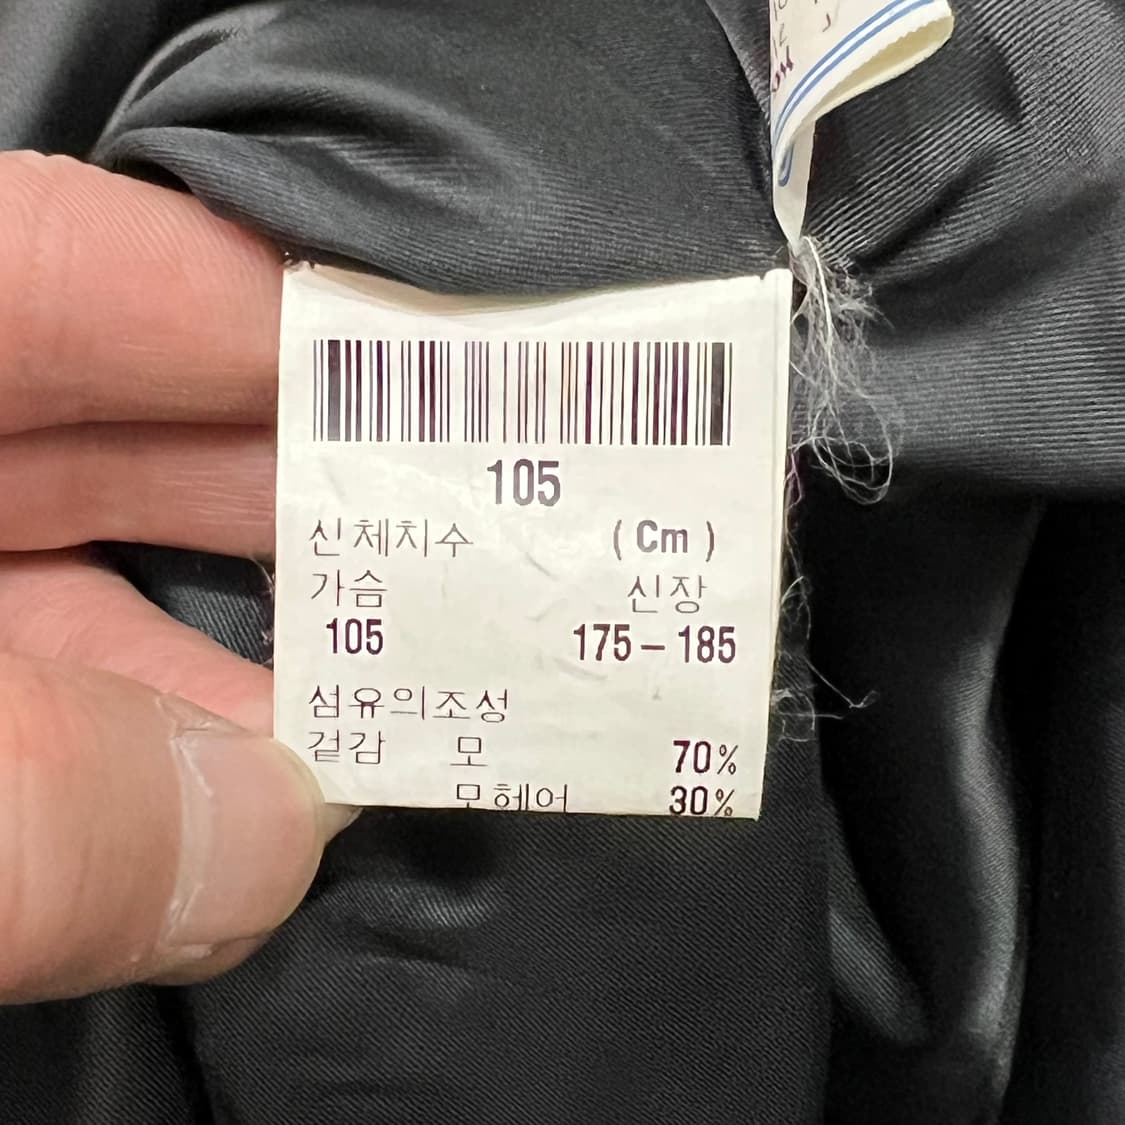 105
신체치수 ( Cm )
가슴 신장
105 175-185
섬유의조성
겉감 모 70%
모헤어 30%